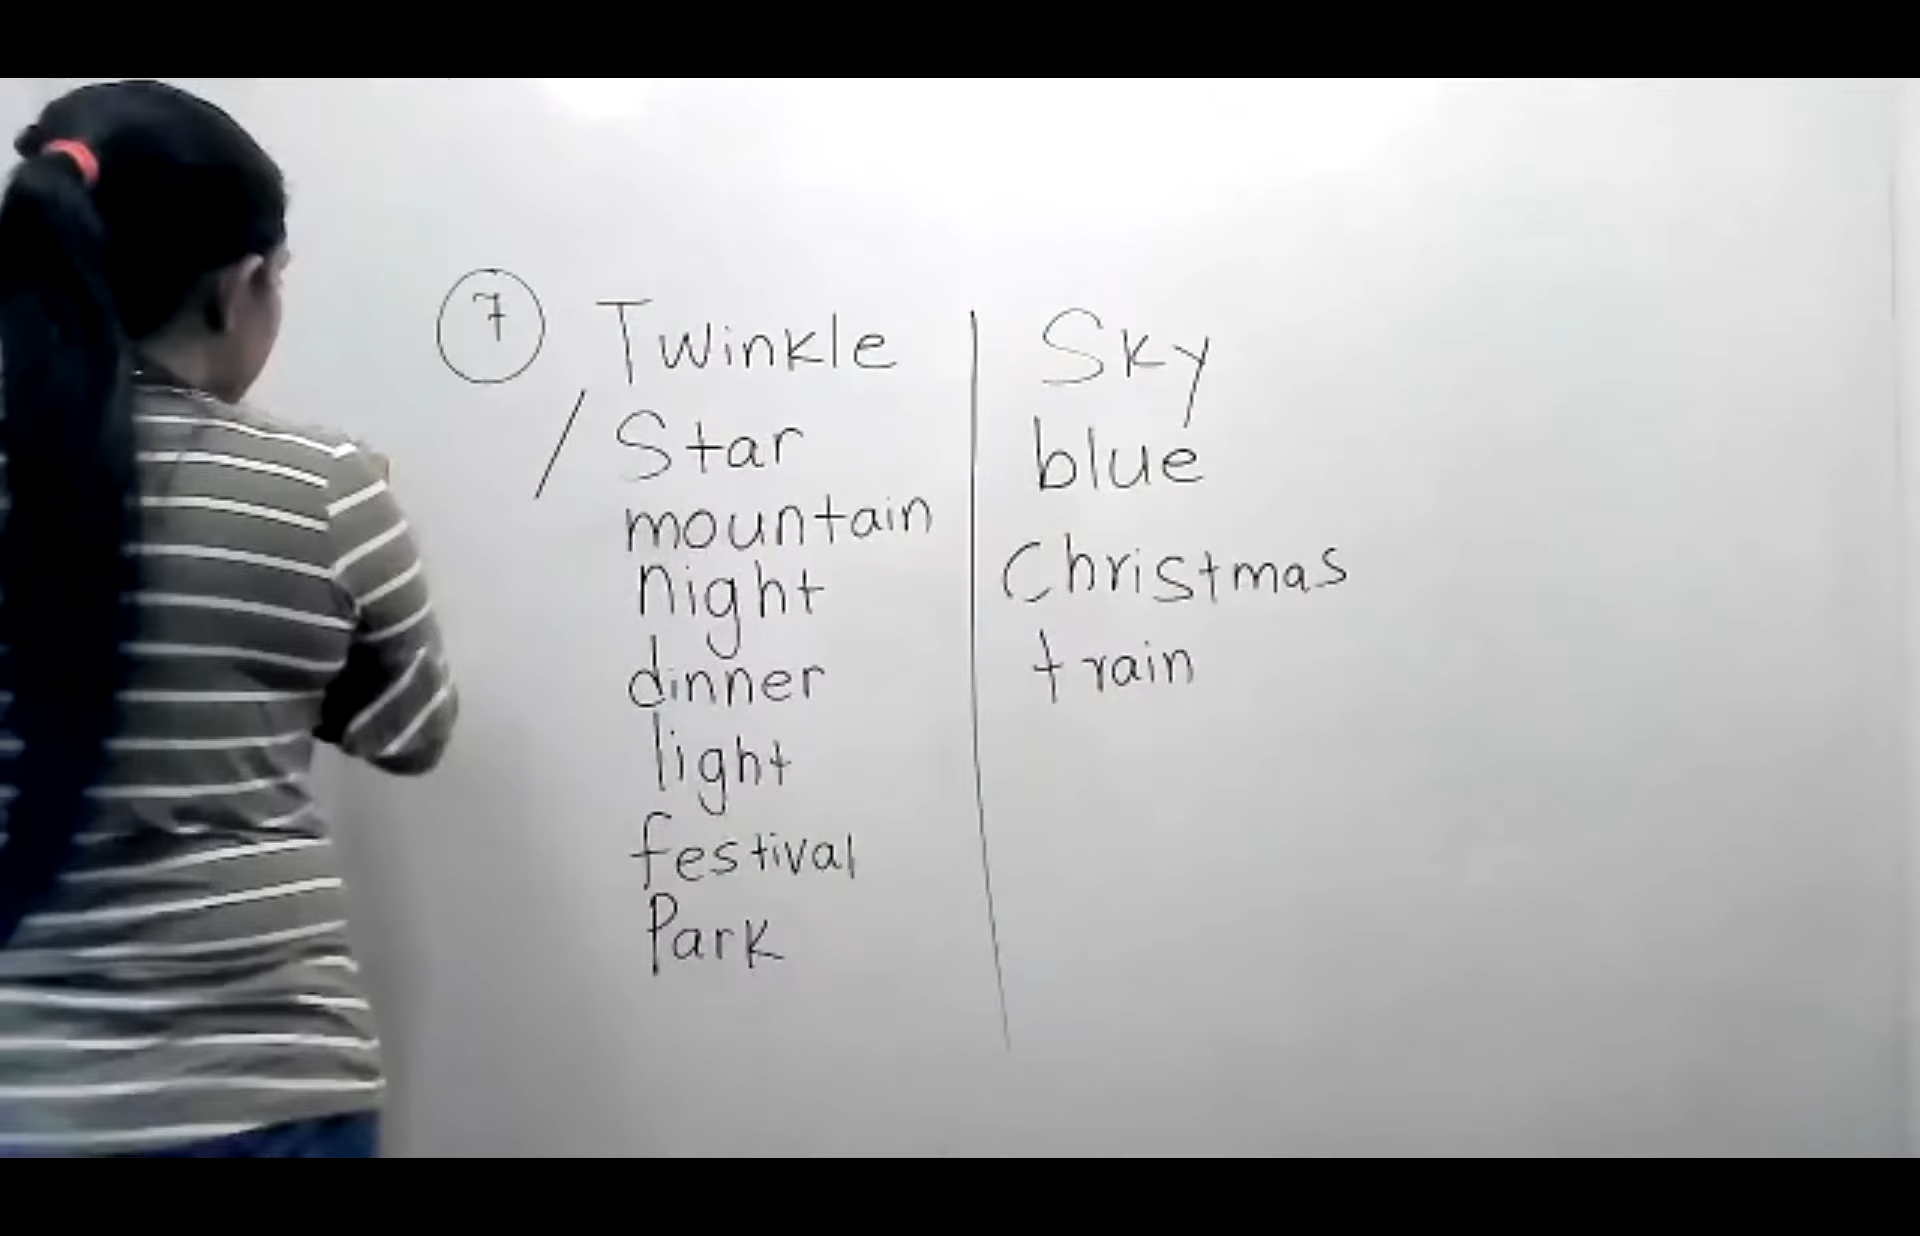 7 Twinkle
/ Star
mountain
night
dinner
light
festival
Park
Sky
blue
Christmas
train